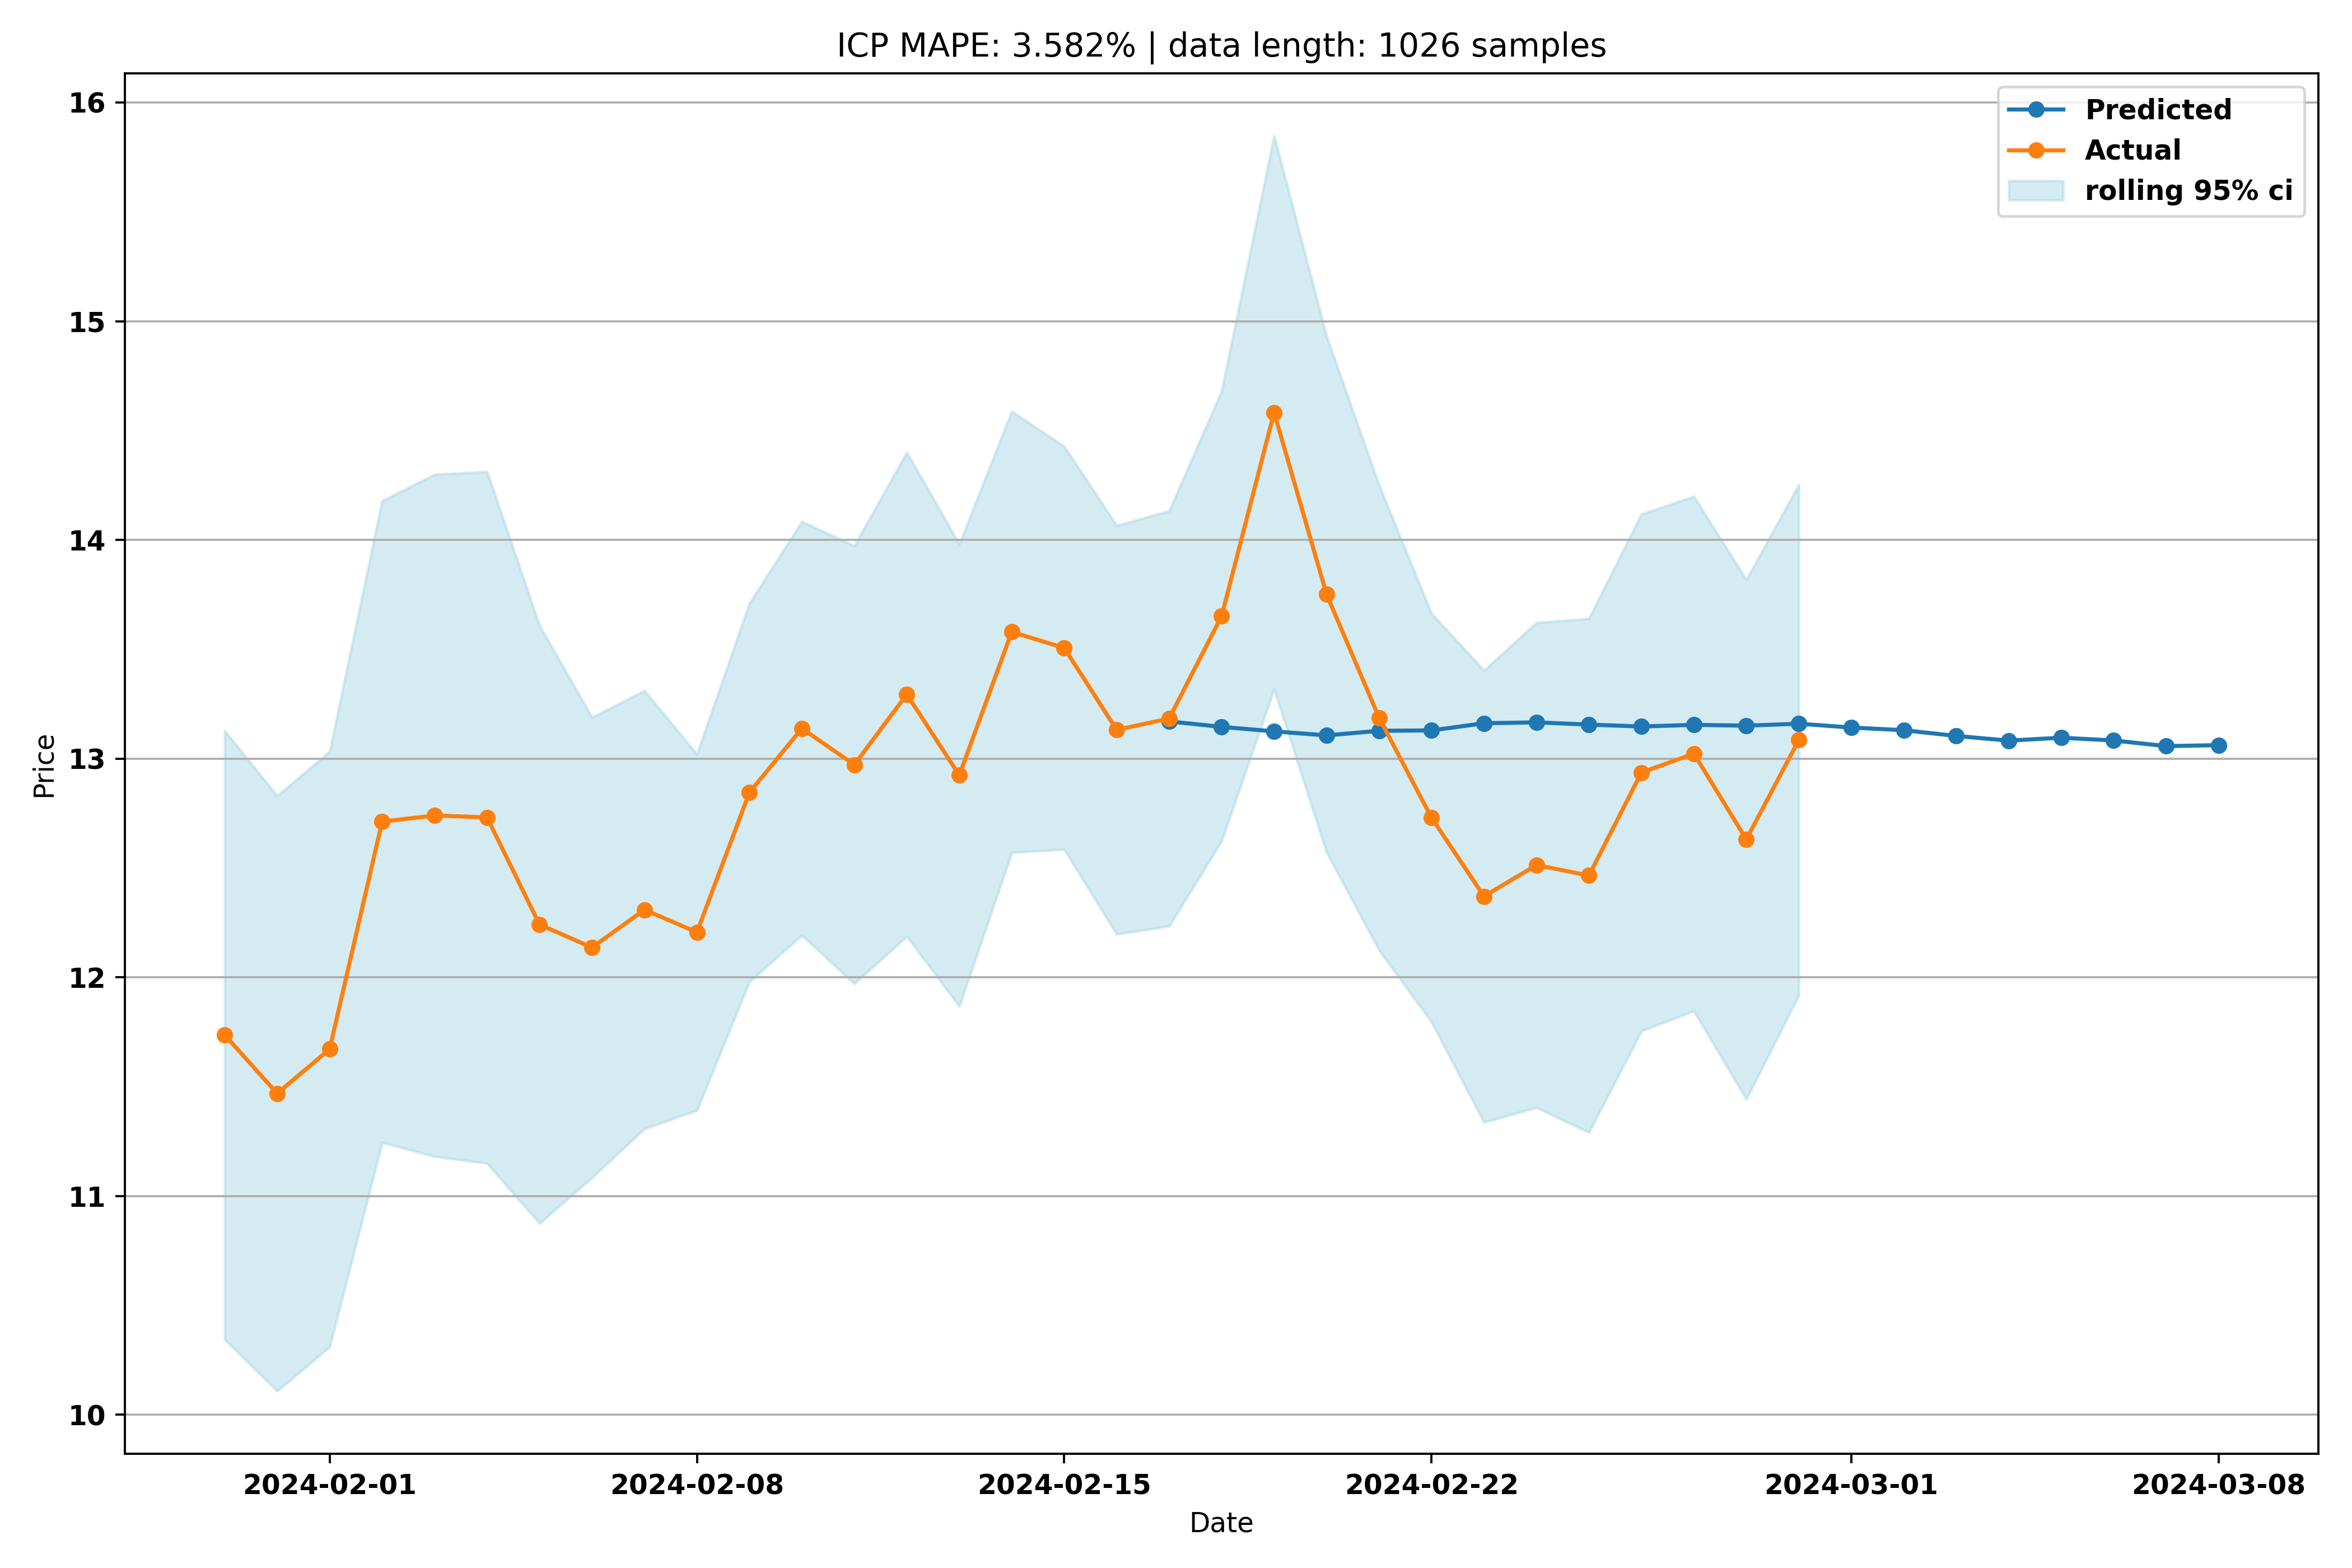 ICP MAPE: 3.582% | data length: 1026 samples
Predicted
Actual
rolling 95% ci
16
15
14
13
12
11
10
Price
2024-02-01
2024-02-08
2024-02-15
2024-02-22
2024-03-01
2024-03-08
Date